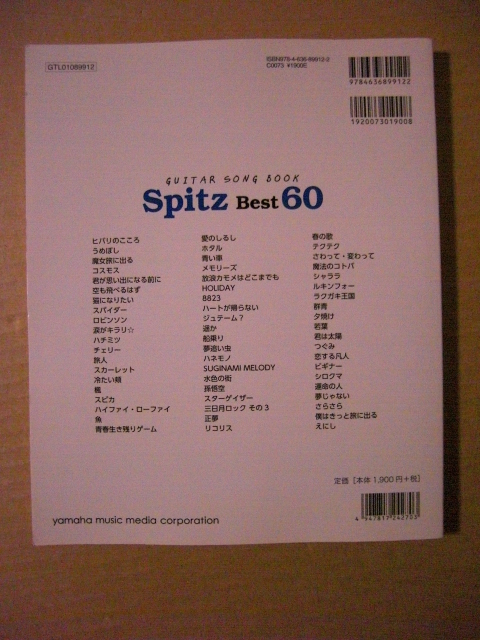 GTL01089912
ISBN978-4-636-89912-2
C0073 ¥1900E
9784636899122
1920073019008
GUITAR SONG BOOK
Spitz Best 60
ヒバリのこころ
うめぼし
魔女旅に出る
コスモス
君が思い出になる前に
空も飛べるはず
猫になりたい
スパイダー
ロビンソン
涙がキラリ☆
ハチミツ
チェリー
旅人
スカーレット
冷たい頬
楓
スピカ
ハイファイ・ローファイ
魚
青春生き残りゲーム
愛のしるし
ホタル
青い車
メモリーズ
放浪カモメはどこまでも
HOLIDAY
8823
ハートが帰らない
ジュテーム？
遥か
船乗り
夢追い虫
ハネモノ
SUGINAMI MELODY
水色の街
孫悟空
スターゲイザー
三日月ロック その3
正夢
リコリス
春の歌
テクテク
さわって・変わって
魔法のコトバ
シャララ
ルキンフォー
ラクガキ王国
群青
夕焼け
若葉
君は太陽
つぐみ
恋する凡人
ビギナー
シロクマ
運命の人
夢じゃない
さらさら
僕はきっと旅に出る
えにし
定価［本体1,900円＋税］
yamaha music media corporation
4 947817 242703